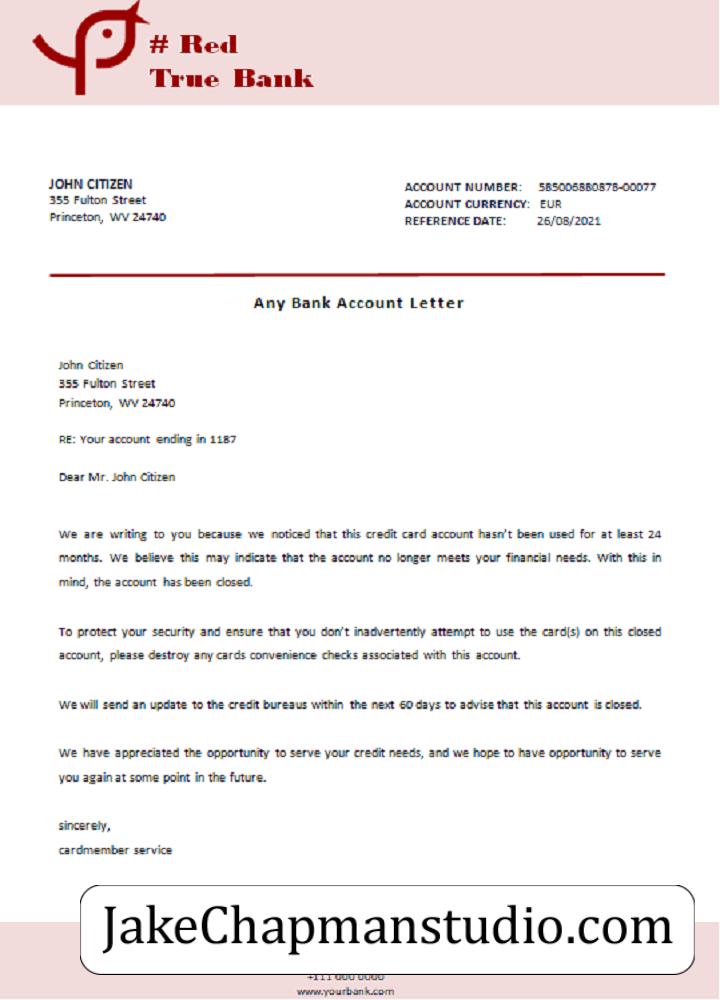 # Red
True Bank
JOHN CITIZEN
355 Fulton Street
Princeton, WV 24740
ACCOUNT NUMBER: 585006880878-00077
ACCOUNT CURRENCY: EUR
REFERENCE DATE: 26/08/2021
Any Bank Account Letter
John Citizen
355 Fulton Street
Princeton, WV 24740
RE: Your account ending in 1187
Dear Mr. John Citizen
We are writing to you because we noticed that this credit card account hasn't been used for at least 24
months. We believe this may indicate that the account no longer meets your financial needs. With this in
mind, the account has been closed.
To protect your security and ensure that you don't inadvertently attempt to use the card(s) on this closed
account, please destroy any cards convenience checks associated with this account.
We will send an update to the credit bureaus within the next 60 days to advise that this account is closed.
We have appreciated the opportunity to serve your credit needs, and we hope to have opportunity to serve
you again at some point in the future.
sincerely,
cardmember service
JakeChapmanstudio.com
+111 000 0000
www.yourbank.com